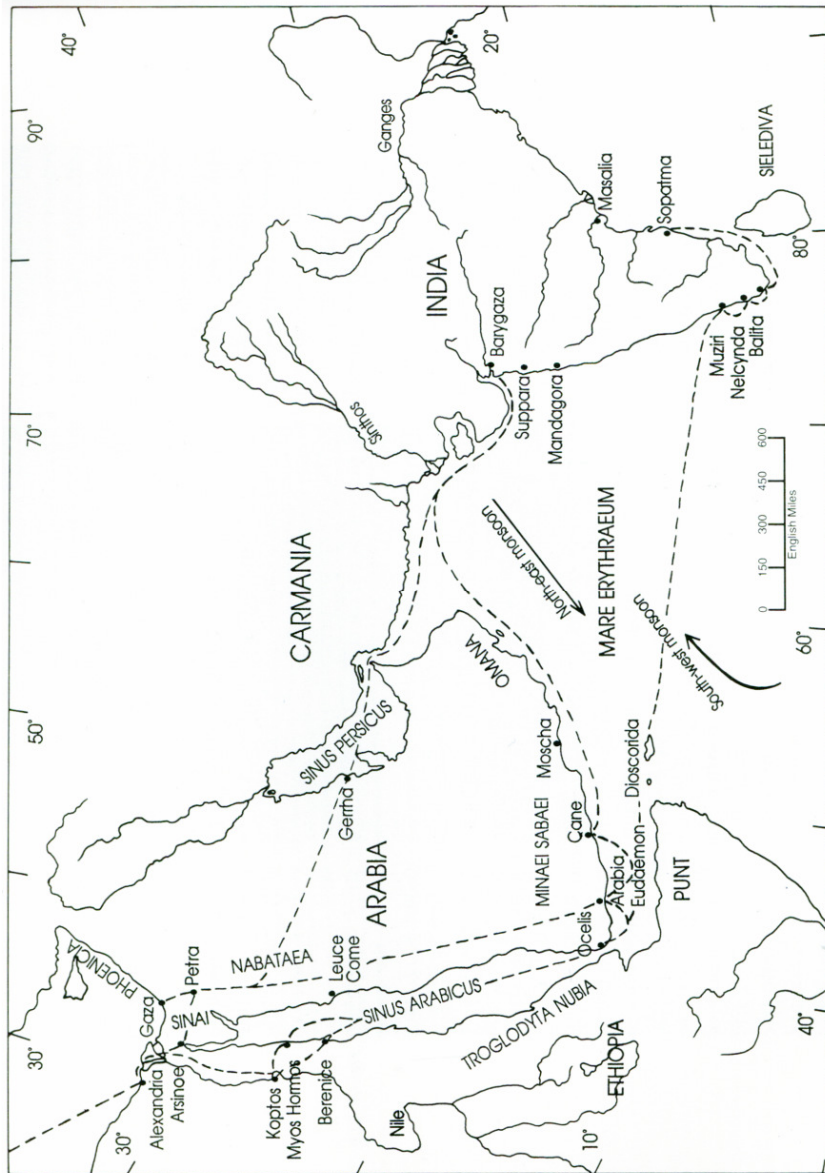 40°
90°
20°
Ganges
Masalia
Sopatma
SIELEDIVA
80°
INDIA
Barygaza
Suppara
Mandagora
Muziri
Nelcynda
Balita
Sinthos
70°
CARMANIA
North-east monsoon
MARE ERYTHRAEUM
South-west monsoon
0 150 300 450 600
English Miles
60°
OMANA
50°
SINUS PERSICUS
Gerrha
Moscha
Dioscorida
Cane
MINAEI SABAEI
ARABIA
Arabia
Eudaemon
PUNT
Ocelis
PHOENICIA
Petra
NABATAEA
Leuce
Come
Gaza
SINAI
SINUS ARABICUS
TROGLODYTA NUBIA
40°
30°
Alexandria
Arsinoe
Koptos
Myos Hormos
Berenice
Nile
ETHIOPIA
30°
10°